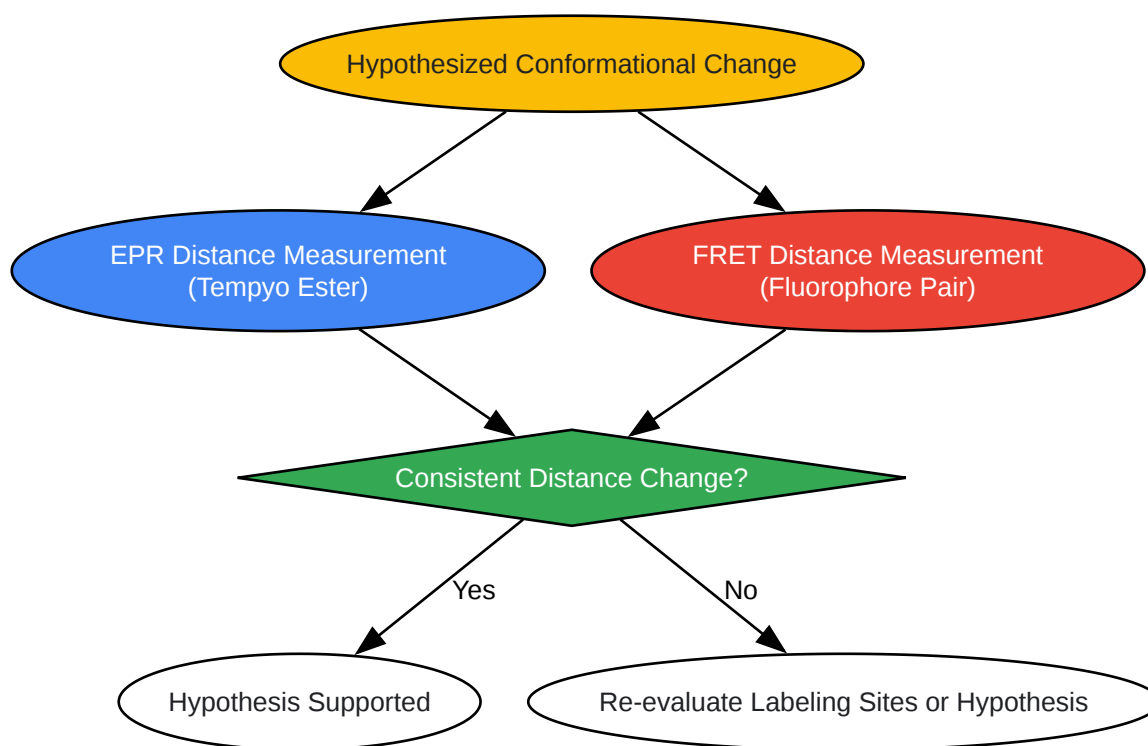 Hypothesized Conformational Change
EPR Distance Measurement
(Tempyo Ester)
FRET Distance Measurement
(Fluorophore Pair)
Consistent Distance Change?
Yes
No
Hypothesis Supported
Re-evaluate Labeling Sites or Hypothesis